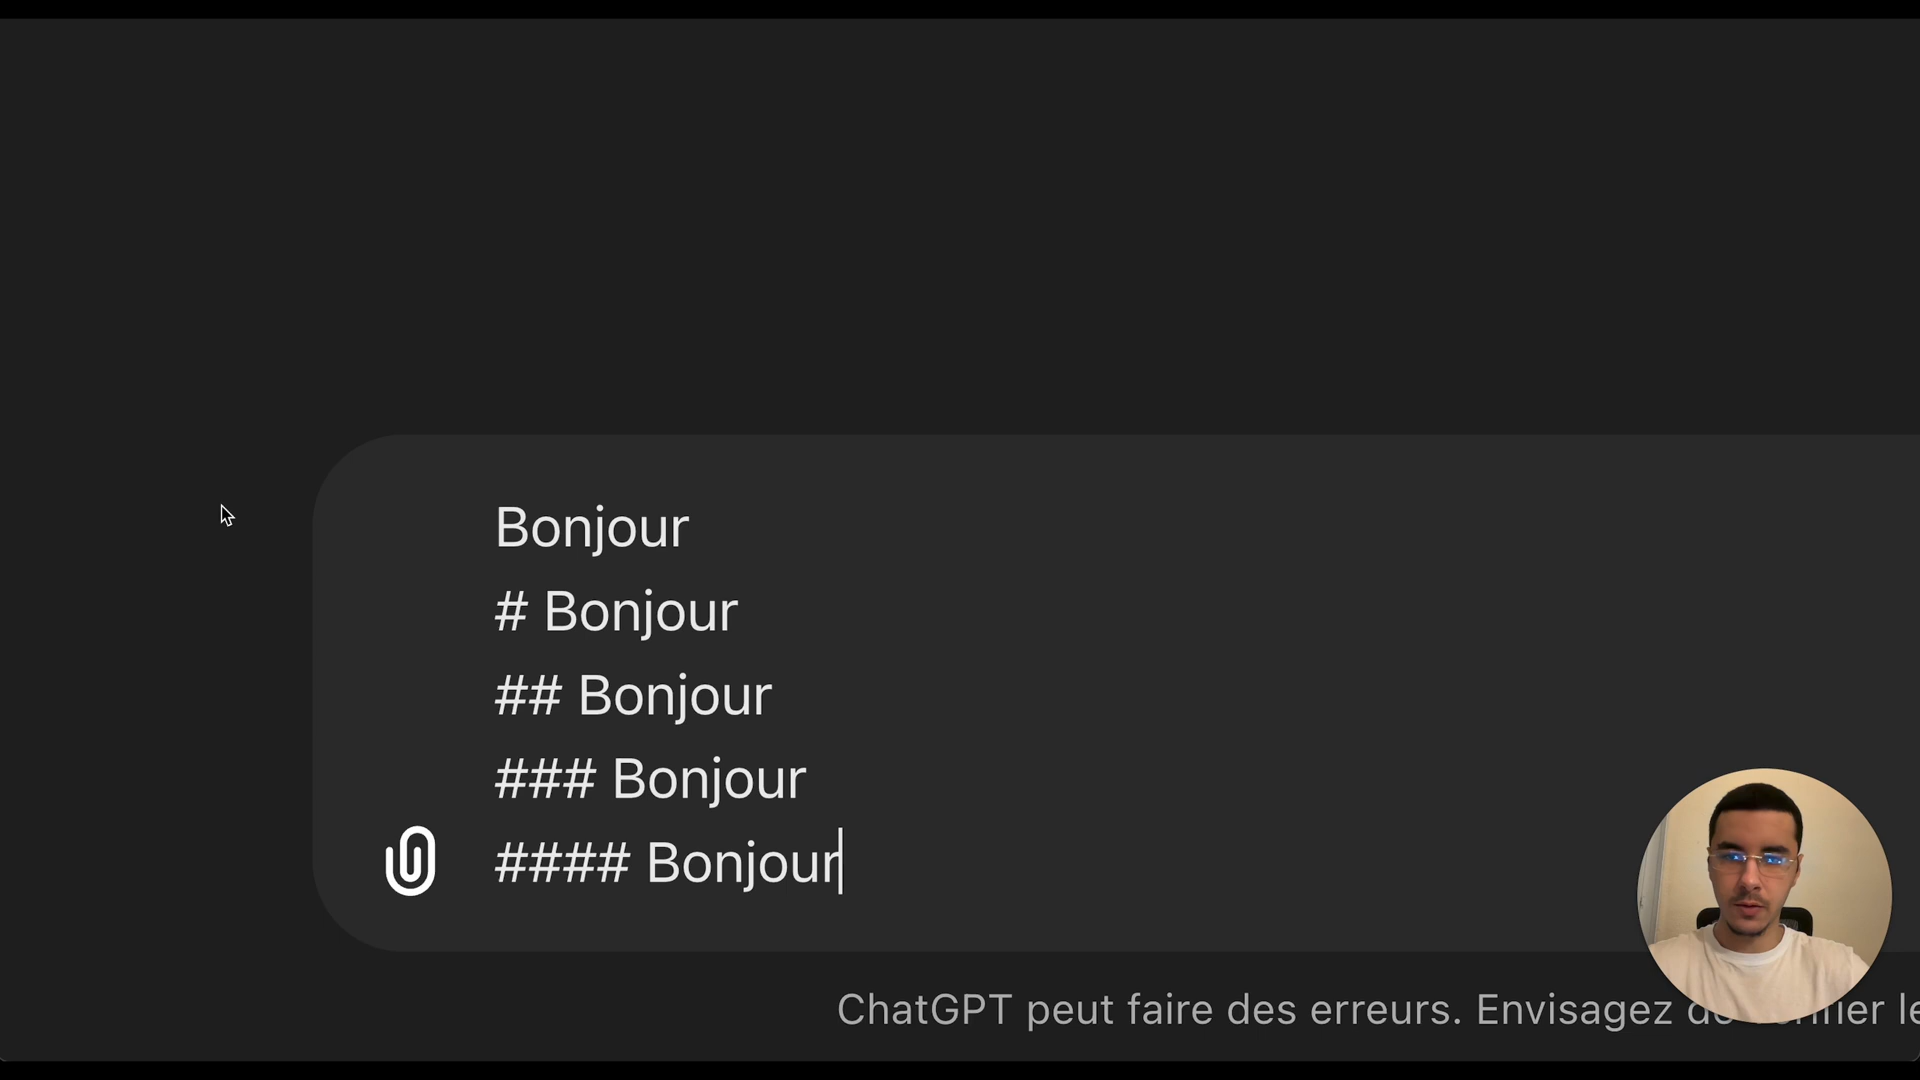 Bonjour
# Bonjour
## Bonjour
### Bonjour
#### Bonjour
ChatGPT peut faire des erreurs. Envisagez